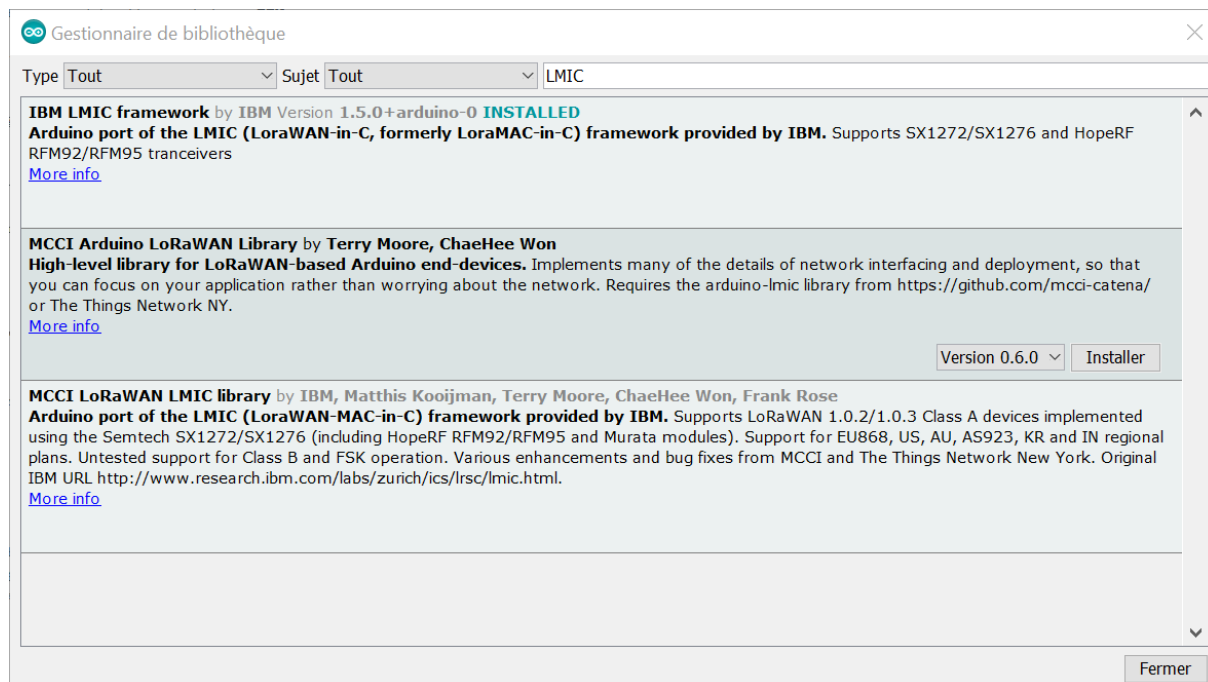 Gestionnaire de bibliothèque
Type Tout Sujet Tout LMIC
IBM LMIC framework by IBM Version 1.5.0+arduino-0 INSTALLED
Arduino port of the LMIC (LoraWAN-in-C, formerly LoraMAC-in-C) framework provided by IBM. Supports SX1272/SX1276 and HopeRF
RFM92/RFM95 tranceivers
More info
MCCI Arduino LoRaWAN Library by Terry Moore, ChaeHee Won
High-level library for LoRaWAN-based Arduino end-devices. Implements many of the details of network interfacing and deployment, so that
you can focus on your application rather than worrying about the network. Requires the arduino-lmic library from https://github.com/mcci-catena/
or The Things Network NY.
More info
Version 0.6.0 Installer
MCCI LoRaWAN LMIC library by IBM, Matthis Kooijman, Terry Moore, ChaeHee Won, Frank Rose
Arduino port of the LMIC (LoraWAN-MAC-in-C) framework provided by IBM. Supports LoRaWAN 1.0.2/1.0.3 Class A devices implemented
using the Semtech SX1272/SX1276 (including HopeRF RFM92/RFM95 and Murata modules). Support for EU868, US, AU, AS923, KR and IN regional
plans. Untested support for Class B and FSK operation. Various enhancements and bug fixes from MCCI and The Things Network New York. Original
IBM URL http://www.research.ibm.com/labs/zurich/ics/lrsc/lmic.html.
More info
Fermer